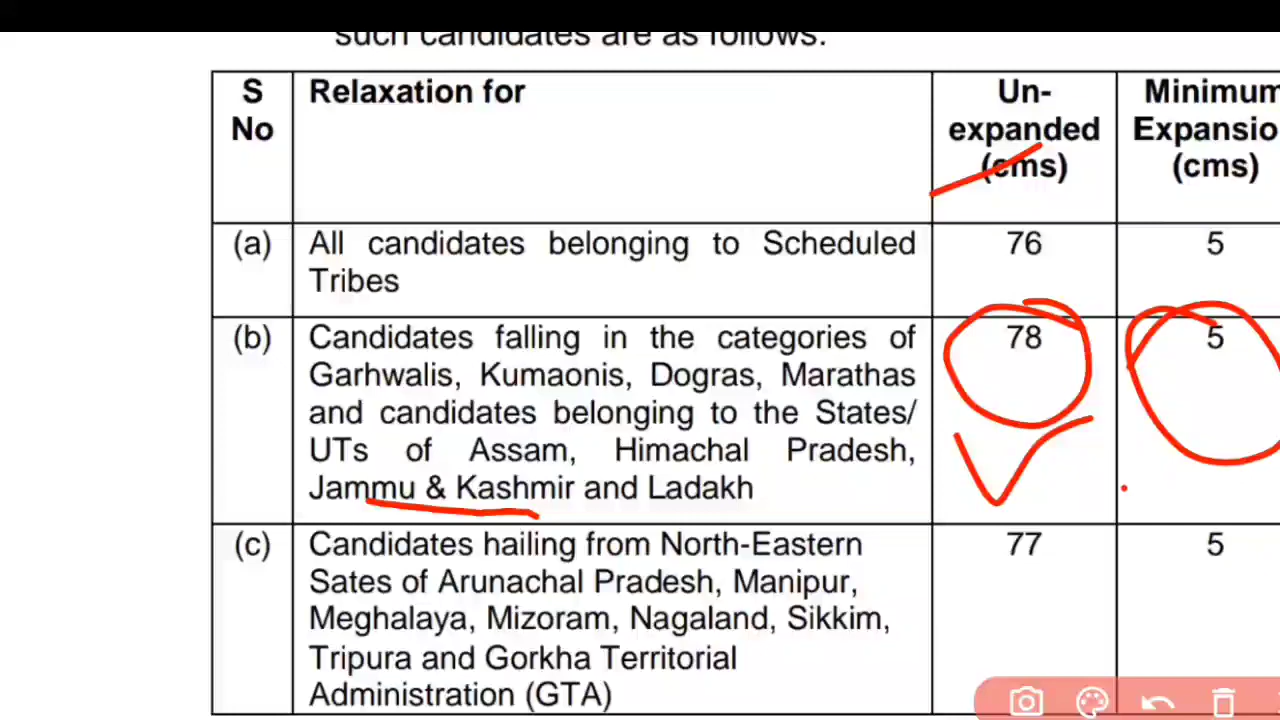 such candidates are as follows:
S No
Relaxation for
Un-expanded (cms)
Minimum Expansio (cms)
(a)
All candidates belonging to Scheduled
Tribes
76
5
(b)
Candidates falling in the categories of
Garhwalis, Kumaonis, Dogras, Marathas
and candidates belonging to the States/
UTs of Assam, Himachal Pradesh,
Jammu & Kashmir and Ladakh
78
5
(c)
Candidates hailing from North-Eastern
Sates of Arunachal Pradesh, Manipur,
Meghalaya, Mizoram, Nagaland, Sikkim,
Tripura and Gorkha Territorial
Administration (GTA)
77
5